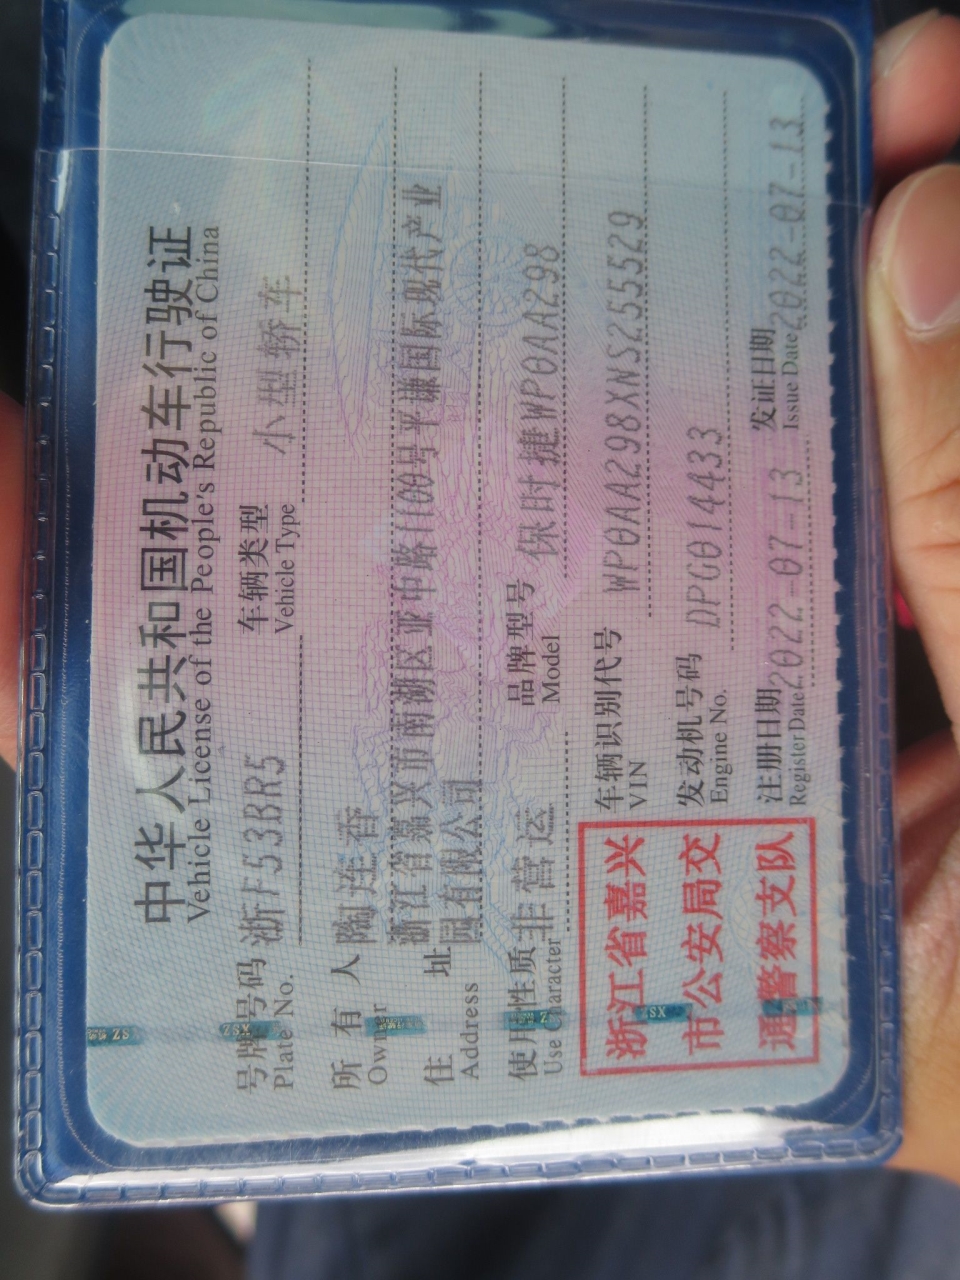 中华人民共和国机动车行驶证
Vehicle License of the People's Republic of China
号牌号码 浙F53BR5 车辆类型 小型轿车
Plate No. Vehicle Type
所有人 陶连香
Owner
住址 浙江省嘉兴市南湖区亚中路1100号平谦国际现代产业
Address 园有限公司
使用性质 非营运 品牌型号 保时捷WP0AA298
Use Character Model
浙江省嘉兴
市公安局交
通警察支队
车辆识别代号 WP0AA298XNS255529
VIN
发动机号码 DPG014433
Engine No.
注册日期 2022-07-13 发证日期 2022-07-13
Register Date Issue Date